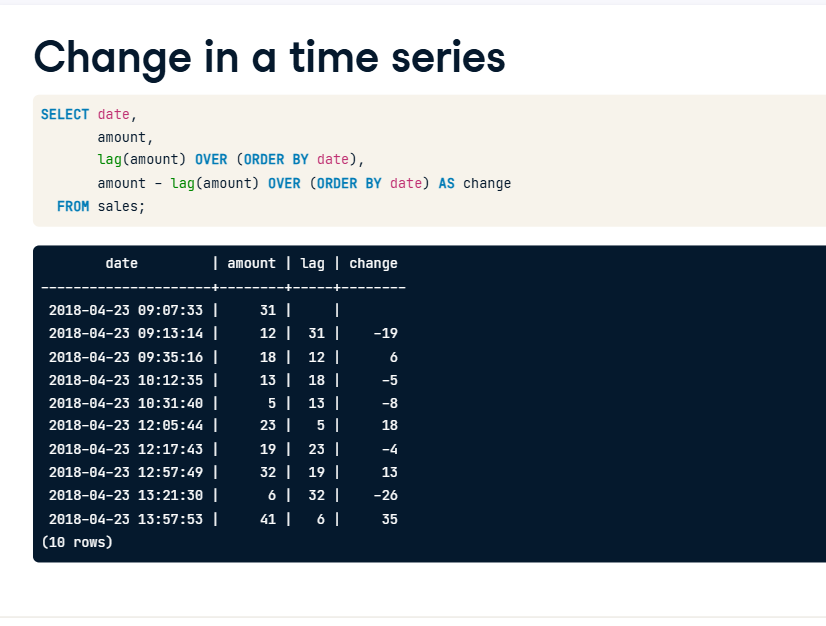 Change in a time series
SELECT date,
       amount,
       lag(amount) OVER (ORDER BY date),
       amount - lag(amount) OVER (ORDER BY date) AS change
  FROM sales;
        date         | amount | lag | change
---------------------+--------+-----+--------
 2018-04-23 09:07:33 |     31 |     |
 2018-04-23 09:13:14 |     12 |  31 |    -19
 2018-04-23 09:35:16 |     18 |  12 |      6
 2018-04-23 10:12:35 |     13 |  18 |     -5
 2018-04-23 10:31:40 |      5 |  13 |     -8
 2018-04-23 12:05:44 |     23 |   5 |     18
 2018-04-23 12:17:43 |     19 |  23 |     -4
 2018-04-23 12:57:49 |     32 |  19 |     13
 2018-04-23 13:21:30 |      6 |  32 |    -26
 2018-04-23 13:57:53 |     41 |   6 |     35
(10 rows)